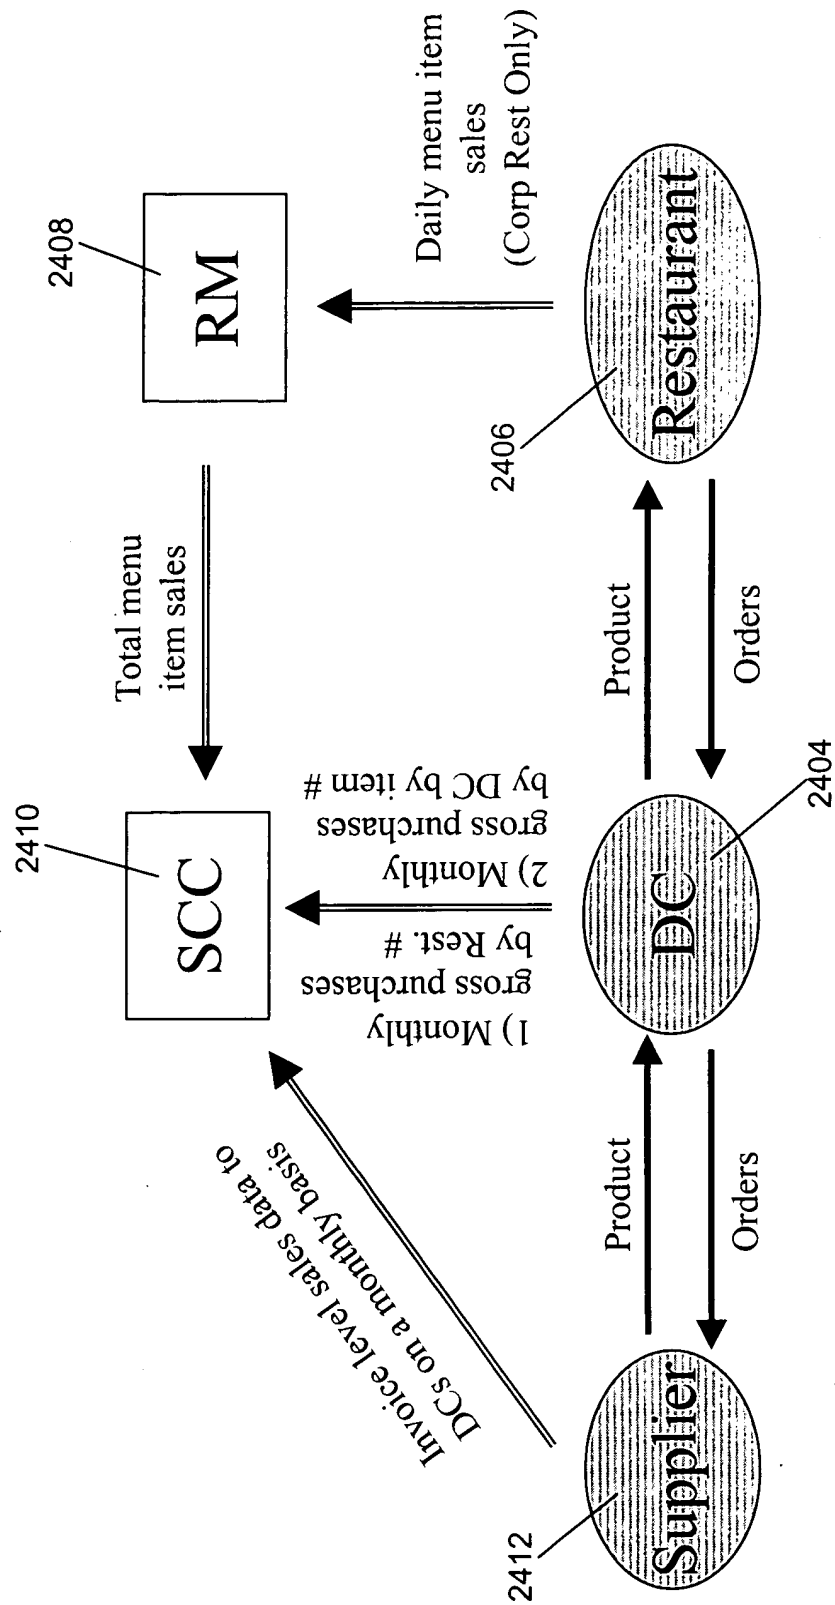 2410
SCC
Total menu
item sales
2408
RM
Invoice level sales data to
DCs on a monthly basis
1) Monthly
gross purchases
by Rest. #
2) Monthly
gross purchases
by DC by item #
Daily menu item
sales
(Corp Rest Only)
2412
Supplier
Product
Orders
DC
2404
Product
Orders
2406
Restaurant